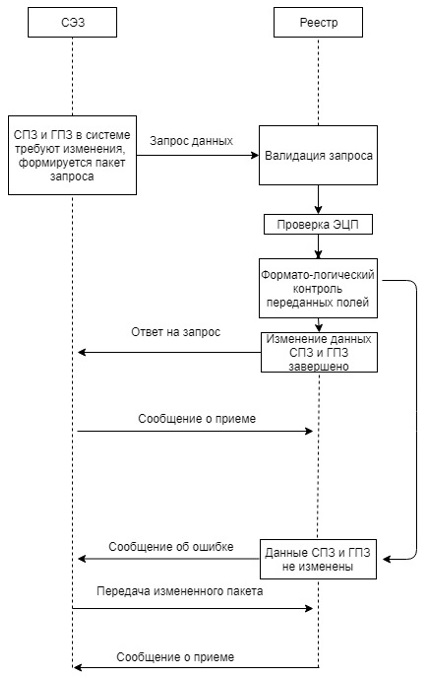 СЭЗ
Реестр
СПЗ и ГПЗ в системе
требуют изменения,
формируется пакет
запроса
Запрос данных
Валидация запроса
Проверка ЭЦП
Формато-логический
контроль
переданных полей
Ответ на запрос
Изменение данных
СПЗ и ГПЗ
завершено
Сообщение о приеме
Сообщение об ошибке
Данные СПЗ и ГПЗ
не изменены
Передача измененного пакета
Сообщение о приеме